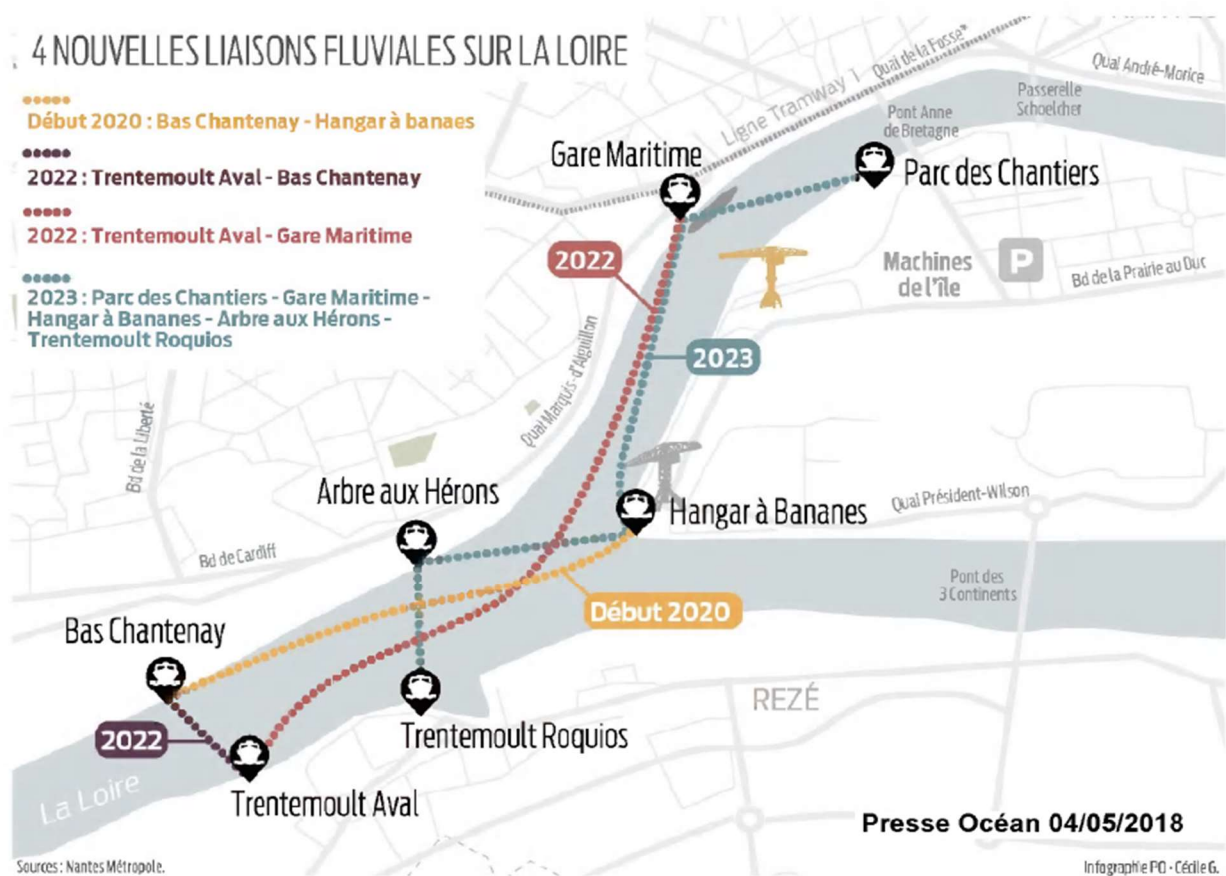 4 NOUVELLES LIAISONS FLUVIALES SUR LA LOIRE
Début 2020 : Bas Chantenay - Hangar à banaes
2022 : Trentemoult Aval - Bas Chantenay
2022 : Trentemoult Aval - Gare Maritime
2023 : Parc des Chantiers - Gare Maritime -
Hangar à Bananes - Arbre aux Hérons -
Trentemoult Roquios
Ligne Tramway 1
Quai de la Fosse
Quai André-Morice
Passerelle
Schoelcher
Pont Anne
de Bretagne
Gare Maritime
Parc des Chantiers
2022
Machines
de l'île
P
Bd de la Prairie au Duc
2023
Quai Marquis-d'Aiguillon
Bd de la Liberté
Arbre aux Hérons
Hangar à Bananes
Quai Président-Wilson
Bd de Cardiff
Pont des
3 Continents
Début 2020
Bas Chantenay
REZÉ
2022
Trentemoult Roquios
La Loire
Trentemoult Aval
Presse Océan 04/05/2018
Sources : Nantes Métropole.
Infographie PO - Cécile G.